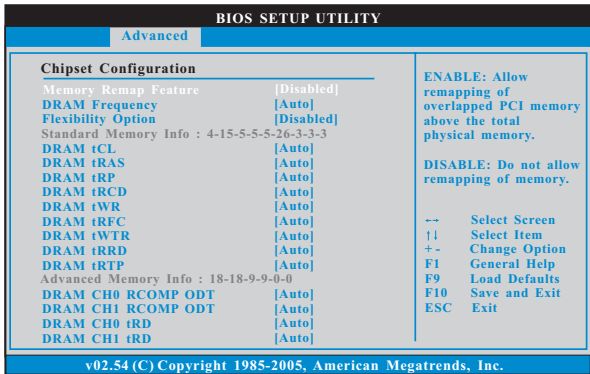 BIOS SETUP UTILITY
Advanced
Chipset Configuration
Memory Remap Feature [Disabled]
DRAM Frequency [Auto]
Flexibility Option [Disabled]
Standard Memory Info : 4-15-5-5-5-26-3-3-3
DRAM tCL [Auto]
DRAM tRAS [Auto]
DRAM tRP [Auto]
DRAM tRCD [Auto]
DRAM tWR [Auto]
DRAM tRFC [Auto]
DRAM tWTR [Auto]
DRAM tRRD [Auto]
DRAM tRTP [Auto]
Advanced Memory Info : 18-18-9-9-0-0
DRAM CH0 RCOMP ODT [Auto]
DRAM CH1 RCOMP ODT [Auto]
DRAM CH0 tRD [Auto]
DRAM CH1 tRD [Auto]
ENABLE: Allow
remapping of
overlapped PCI memory
above the total
physical memory.
DISABLE: Do not allow
remapping of memory.
↔ Select Screen
↑↓ Select Item
+ - Change Option
F1 General Help
F9 Load Defaults
F10 Save and Exit
ESC Exit
v02.54 (C) Copyright 1985-2005, American Megatrends, Inc.